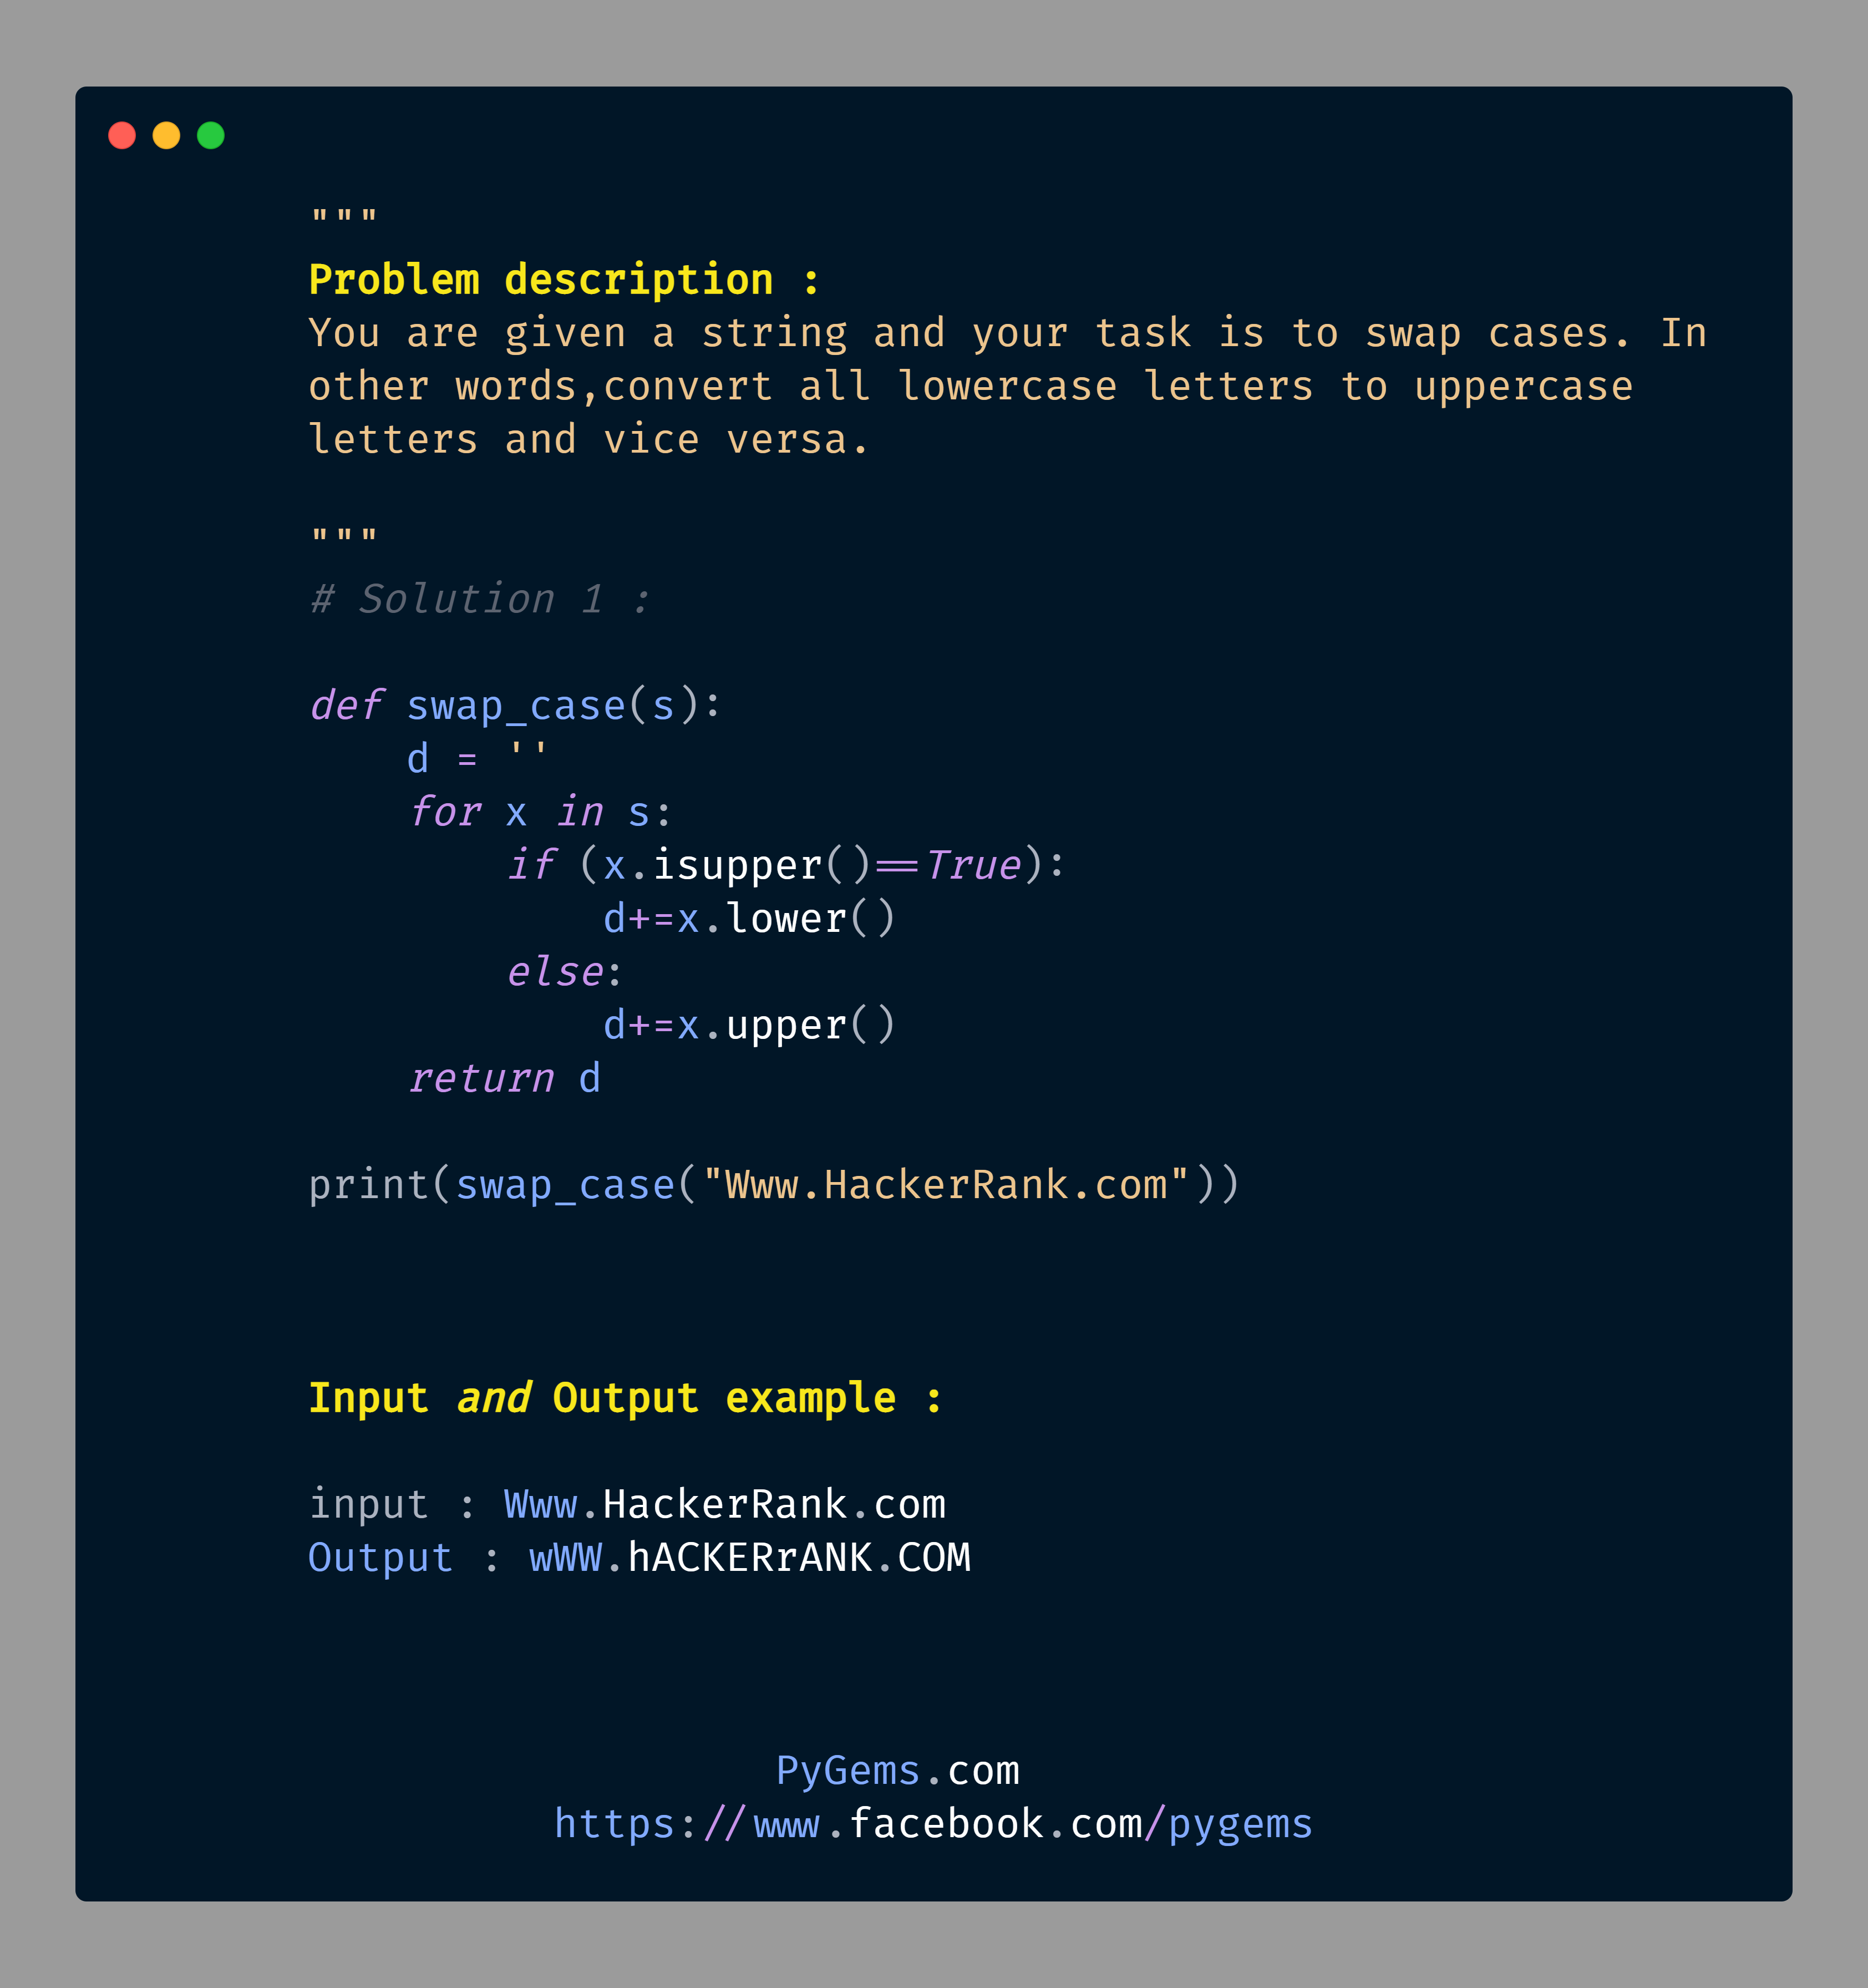 """
Problem description :
You are given a string and your task is to swap cases. In
other words,convert all lowercase letters to uppercase
letters and vice versa.

"""
# Solution 1 :

def swap_case(s):
    d = ''
    for x in s:
        if (x.isupper()==True):
            d+=x.lower()
        else:
            d+=x.upper()
    return d

print(swap_case("Www.HackerRank.com"))

Input and Output example :

input : Www.HackerRank.com
Output : wWW.hACKERrANK.COM

PyGems.com
https://www.facebook.com/pygems